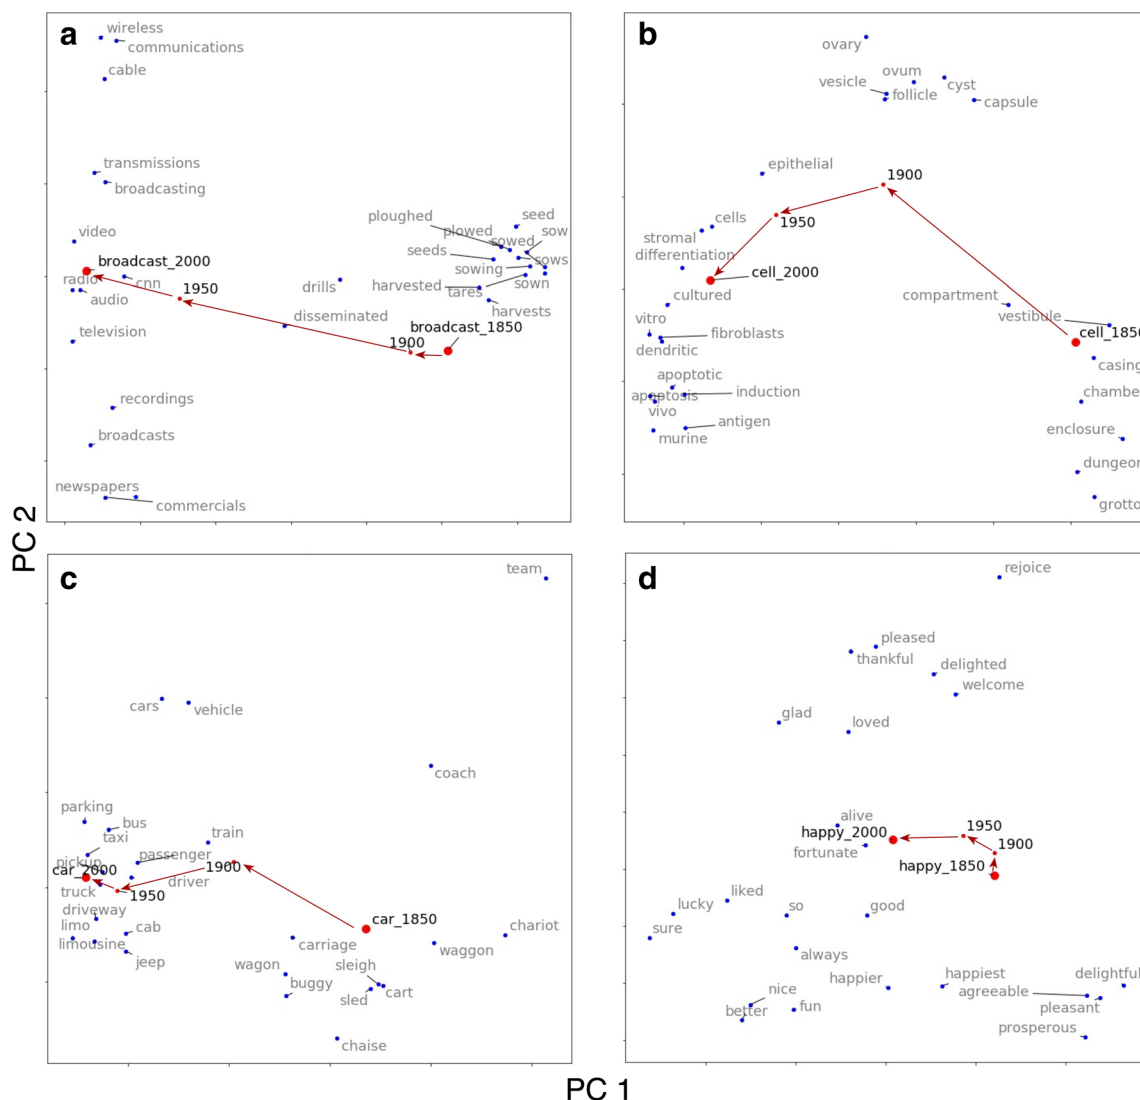 a
wireless
communications
cable
transmissions
broadcasting
video
broadcast_2000
radio
cnn
audio
1950
television
drills
disseminated
1900
broadcast_1850
ploughed
plowed
sowed
seed
sow
seeds
sows
sowing
sown
harvested
tares
harvests
recordings
broadcasts
newspapers
commercials
b
ovary
ovum
vesicle
follicle
cyst
capsule
epithelial
1900
1950
cells
stromal
differentiation
cell_2000
cultured
vitro
fibroblasts
dendritic
apoptotic
apoptosis
induction
vivo
antigen
murine
compartment
vestibule
cell_1850
casing
chambe
enclosure
dungeon
grotto
PC 2
c
team
cars
vehicle
coach
parking
bus
taxi
train
passenger
pickup
car_2000
1900
driver
truck
1950
driveway
limo
cab
limousine
jeep
car_1850
chariot
carriage
waggon
wagon
sleigh
buggy
sled
cart
chaise
d
rejoice
pleased
thankful
delighted
welcome
glad
loved
alive
happy_2000
1950
fortunate
1900
happy_1850
liked
lucky
so
good
sure
always
happier
happiest
delightful
agreeable
nice
pleasant
better
fun
prosperous
PC 1